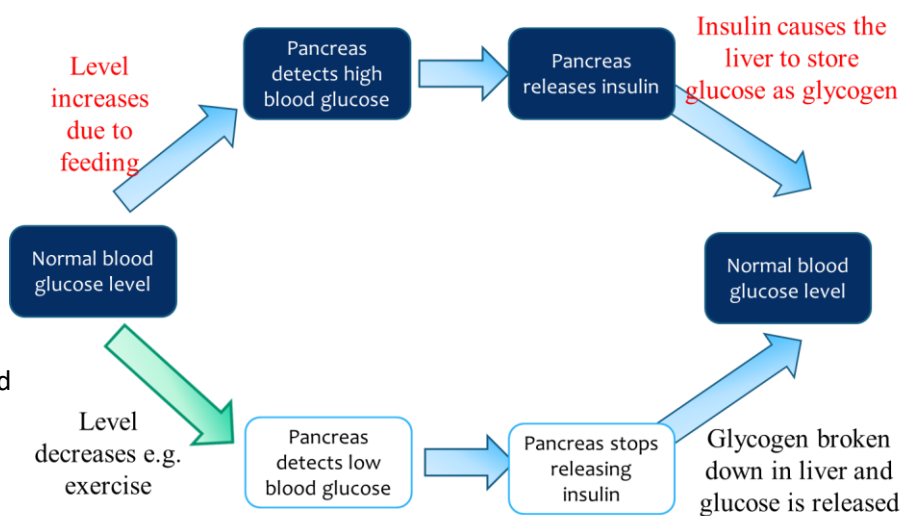 Level
increases
due to
feeding
Pancreas
detects high
blood glucose
Pancreas
releases insulin
Insulin causes the
liver to store
glucose as glycogen
Normal blood
glucose level
Normal blood
glucose level
d
Level
decreases e.g.
exercise
Pancreas
detects low
blood glucose
Pancreas stops
releasing
insulin
Glycogen broken
down in liver and
glucose is released